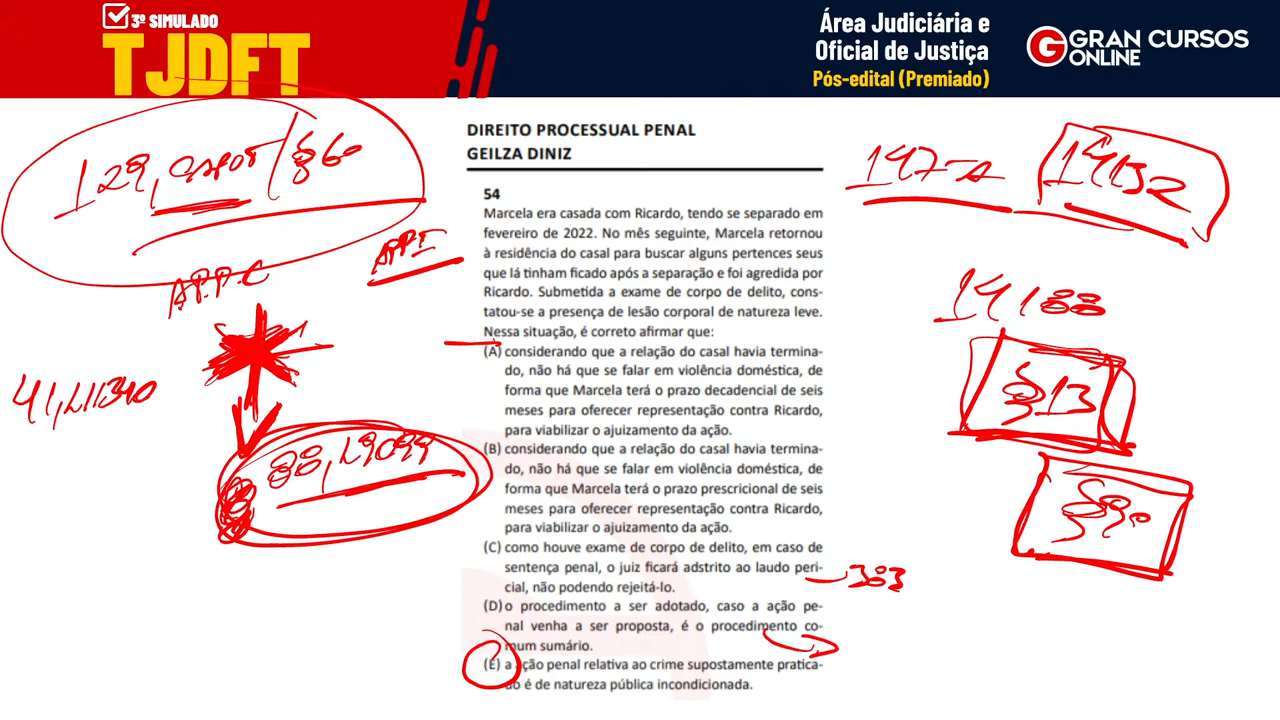 3º SIMULADO
TJDFT
Área Judiciária e
Oficial de Justiça
Pós-edital (Premiado)
GRAN CURSOS
ONLINE
DIREITO PROCESSUAL PENAL
GEILZA DINIZ
54
Marcela era casada com Ricardo, tendo se separado em
fevereiro de 2022. No mês seguinte, Marcela retornou
à residência do casal para buscar alguns pertences seus
que lá tinham ficado após a separação e foi agredida por
Ricardo. Submetida a exame de corpo de delito, cons-
tatou-se a presença de lesão corporal de natureza leve.
Nessa situação, é correto afirmar que:
(A) considerando que a relação do casal havia termina-
do, não há que se falar em violência doméstica, de
forma que Marcela terá o prazo decadencial de seis
meses para oferecer representação contra Ricardo,
para viabilizar o ajuizamento da ação.
(B) considerando que a relação do casal havia termina-
do, não há que se falar em violência doméstica, de
forma que Marcela terá o prazo prescricional de seis
meses para oferecer representação contra Ricardo,
para viabilizar o ajuizamento da ação.
(C) como houve exame de corpo de delito, em caso de
sentença penal, o juiz ficará adstrito ao laudo peri-
cial, não podendo rejeitá-lo.
(D) o procedimento a ser adotado, caso a ação pe-
nal venha a ser proposta, é o procedimento co-
mum sumário.
(E) a ação penal relativa ao crime supostamente pratica-
do é de natureza pública incondicionada.
129,
APPI
A.P.P.C
41, L11340
88, L9099
147-A
14188
§13
§9º